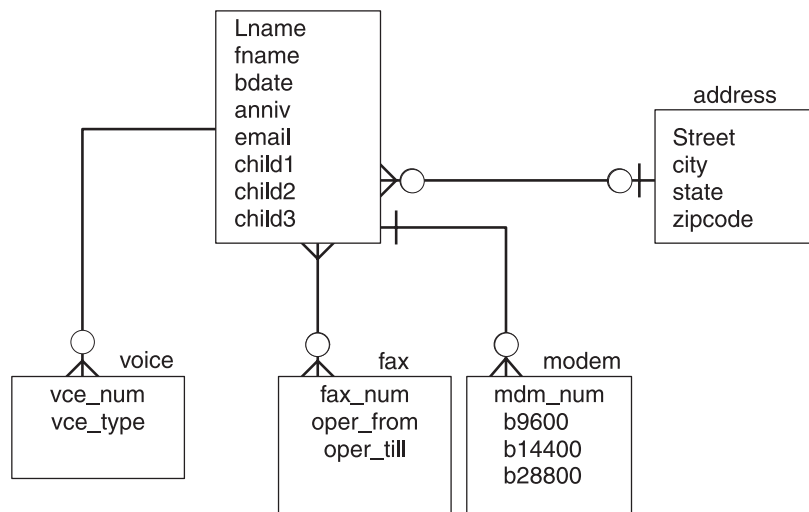 Lname
fname
bdate
anniv
email
child1
child2
child3
address
Street
city
state
zipcode
voice
vce_num
vce_type
fax
fax_num
oper_from
oper_till
modem
mdm_num
b9600
b14400
b28800